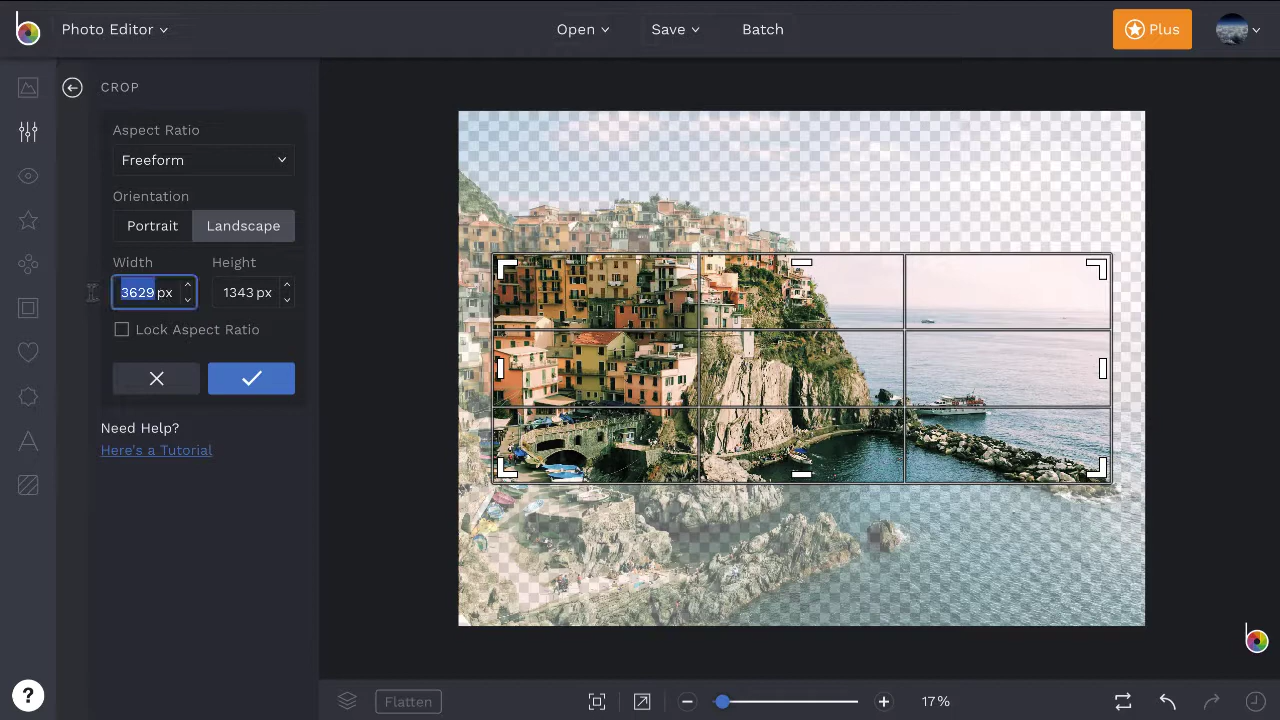 b Photo Editor Open Save Batch Plus
CROP
Aspect Ratio
Freeform
Orientation
Portrait Landscape
Width Height
3629 px 1343 px
Lock Aspect Ratio
Need Help?
Here's a Tutorial
A
? Flatten 17%
b